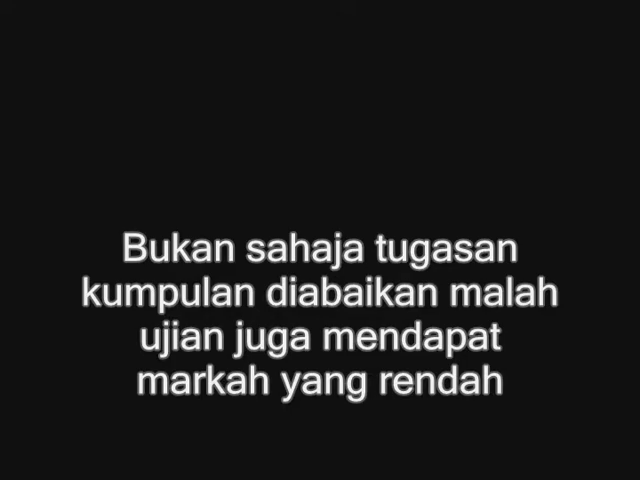 Bukan sahaja tugasan
kumpulan diabaikan malah
ujian juga mendapat
markah yang rendah